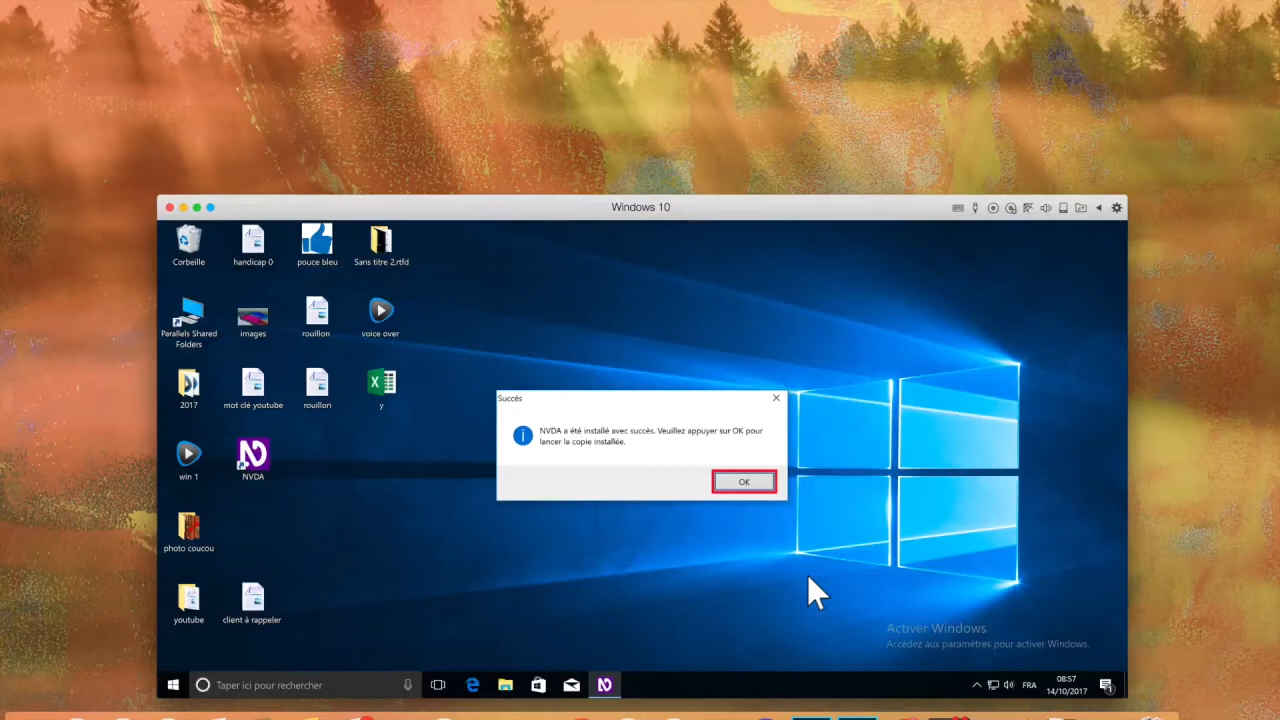 Windows 10
Corbeille
handicap 0
pouce bleu
Sans titre 2.rtfd
Parallels Shared
Folders
images
rouillon
voice over
2017
mot clé youtube
rouillon
y
win 1
NVDA
photo coucou
youtube
client à rappeler
Succès
NVDA a été installé avec succès. Veuillez appuyer sur OK pour
lancer la copie installée.
OK
Activer Windows
Accédez aux paramètres pour activer Windows.
Taper ici pour rechercher
FRA
08:57
14/10/2017
1